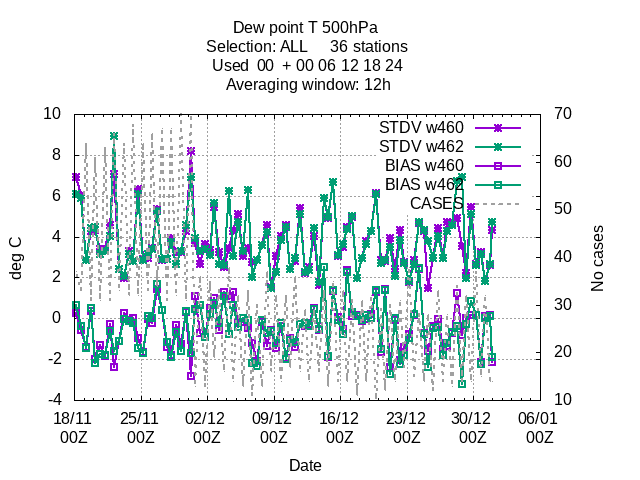 Dew point T 500hPa
Selection: ALL     36 stations
Used  00  + 00 06 12 18 24
Averaging window: 12h
STDV w460
STDV w462
BIAS w460
BIAS w462
CASES
deg C
10
8
6
4
2
0
-2
-4
70
60
50
40
30
20
10
No cases
18/11 25/11 02/12 09/12 16/12 23/12 30/12 06/01
00Z 00Z 00Z 00Z 00Z 00Z 00Z 00Z
Date